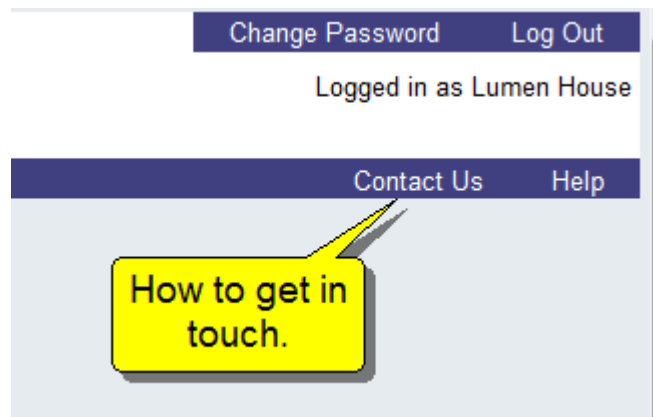 Change Password Log Out
Logged in as Lumen House
Contact Us Help
How to get in
touch.